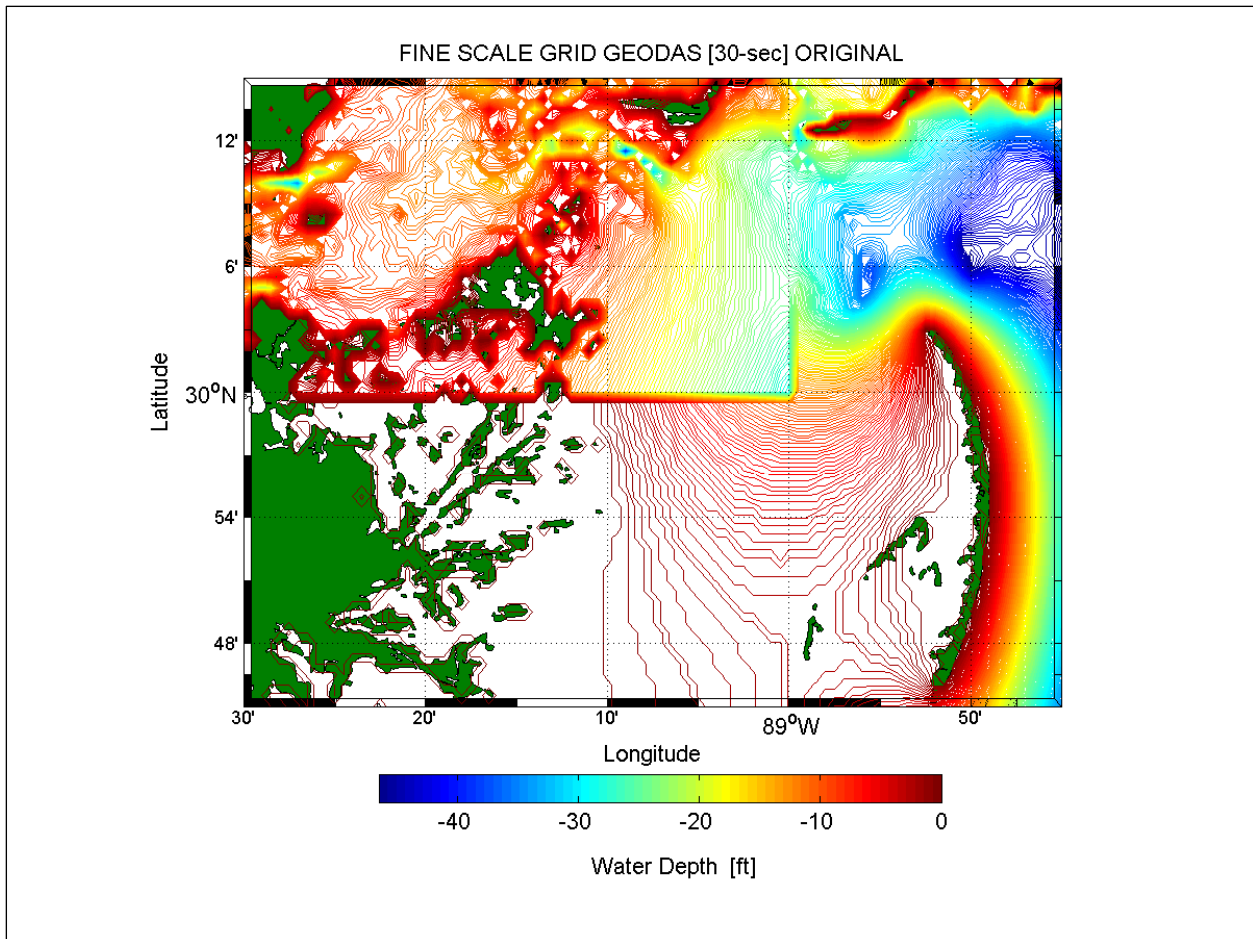 FINE SCALE GRID GEODAS [30-sec] ORIGINAL
12'
6'
30°N
54'
48'
Latitude
30'
20'
10'
89°W
50'
Longitude
-40
-30
-20
-10
0
Water Depth [ft]